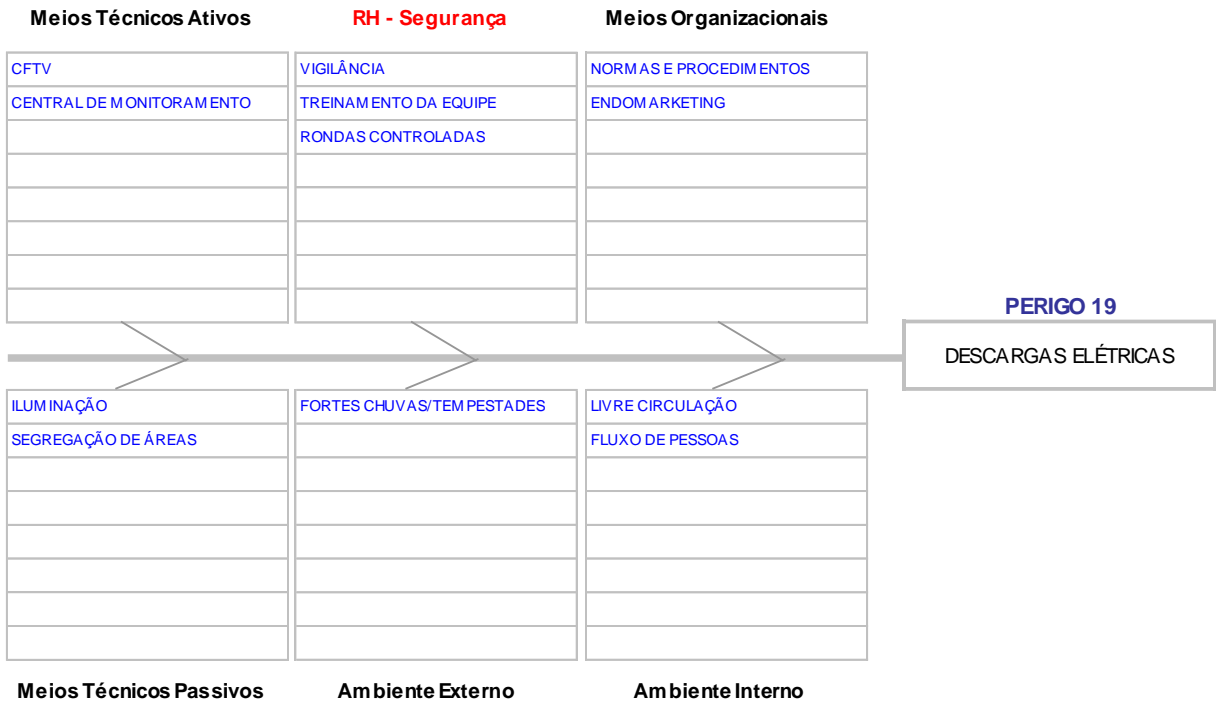 Meios Técnicos Ativos
RH - Segurança
Meios Organizacionais
CFTV
VIGILÂNCIA
NORMAS E PROCEDIMENTOS
CENTRAL DE MONITORAMENTO
TREINAMENTO DA EQUIPE
ENDOMARKETING
RONDAS CONTROLADAS
PERIGO 19
DESCARGAS ELÉTRICAS
ILUMINAÇÃO
FORTES CHUVAS/TEMPESTADES
LIVRE CIRCULAÇÃO
SEGREGAÇÃO DE ÁREAS
FLUXO DE PESSOAS
Meios Técnicos Passivos
Ambiente Externo
Ambiente Interno